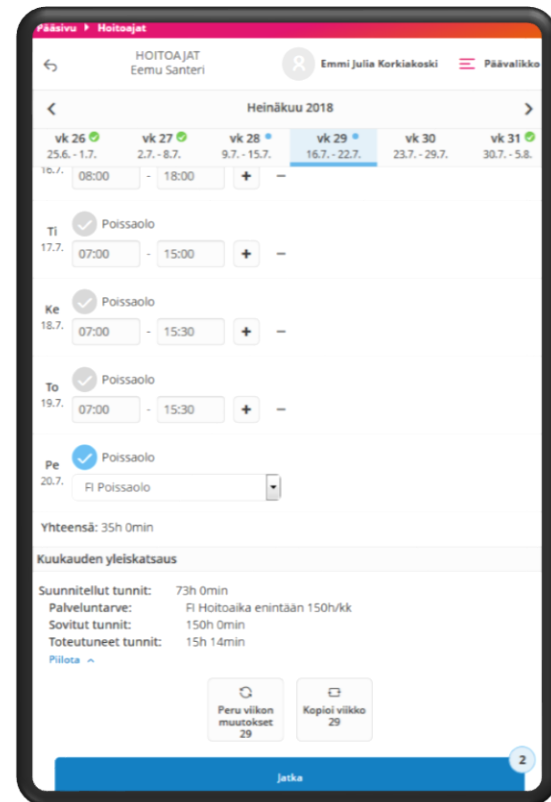 Pääsivu Hoitoajat
HOITOAJAT
Eemu Santeri
Emmi Julia Korkiakoski
Päävalikko
Heinäkuu 2018
vk 26 vk 27 vk 28 vk 29 vk 30 vk 31
25.6. - 1.7. 2.7. - 8.7. 9.7. - 15.7. 16.7. - 22.7. 23.7. - 29.7. 30.7. - 5.8.
16.7. 08:00 - 18:00 + −
Ti Poissaolo
17.7. 07:00 - 15:00 + −
Ke Poissaolo
18.7. 07:00 - 15:30 + −
To Poissaolo
19.7. 07:00 - 15:30 + −
Pe Poissaolo
20.7. FI Poissaolo
Yhteensä: 35h 0min
Kuukauden yleiskatsaus
Suunnitellut tunnit: 73h 0min
Palveluntarve: FI Hoitoaika enintään 150h/kk
Sovitut tunnit: 150h 0min
Toteutuneet tunnit: 15h 14min
Piilota
Peru viikon
muutokset
29
Kopioi viikko
29
2
Jatka